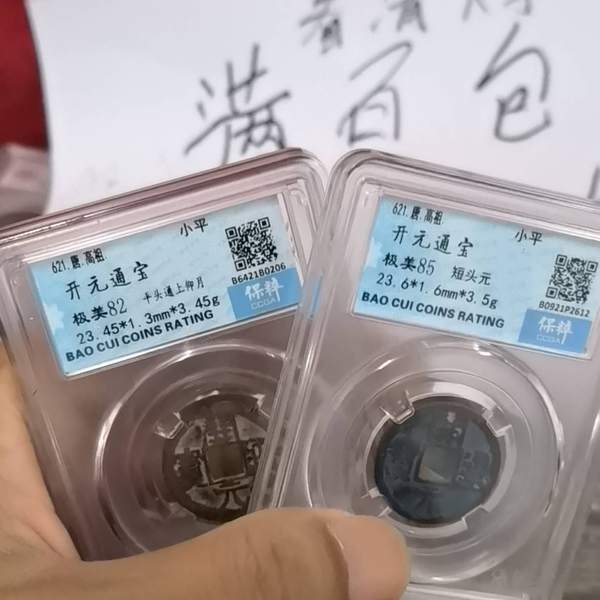 满百包
621.唐.高祖 小平
开元通宝
极美82 平头通上仰月
23.45*1.3mm*3.45g
BAO CUI COINS RATING
B6421B0206
保粹
CCGA
621.唐.高祖 小平
开元通宝
极美85 短头元
23.6*1.6mm*3.5g
BAO CUI COINS RATING
B0921P2612
保粹
CCGA